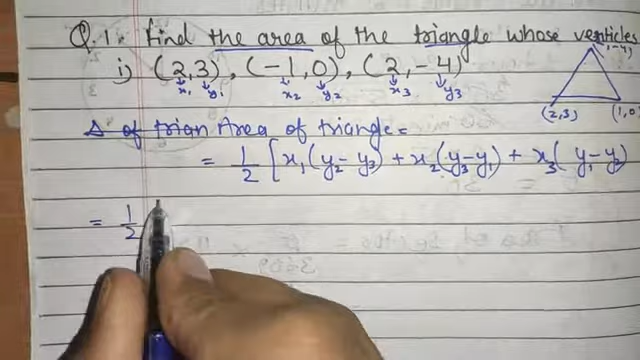 Q.1. Find the area of the triangle whose verticles
i) (2,3), (-1,0), (2,-4)
x₁ y₁ x₂ y₂ x₃ y₃
(2,3) (1,0)
Δ of trian Area of triangle =
= 1/2 [x₁(y₂-y₃) + x₂(y₃-y₁) + x₃(y₁-y₂)
= 1/2